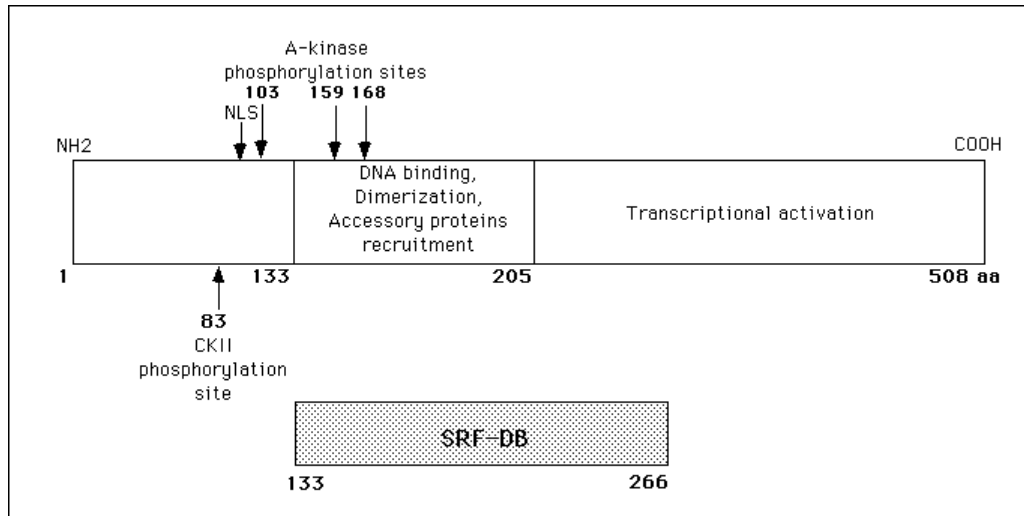 A-kinase
phosphorylation sites
103 159 168
NLS
NH2 COOH
DNA binding,
Dimerization,
Accessory proteins
recruitment
Transcriptional activation
1 133 205 508 aa
83
CKII
phosphorylation
site
SRF-DB
133 266